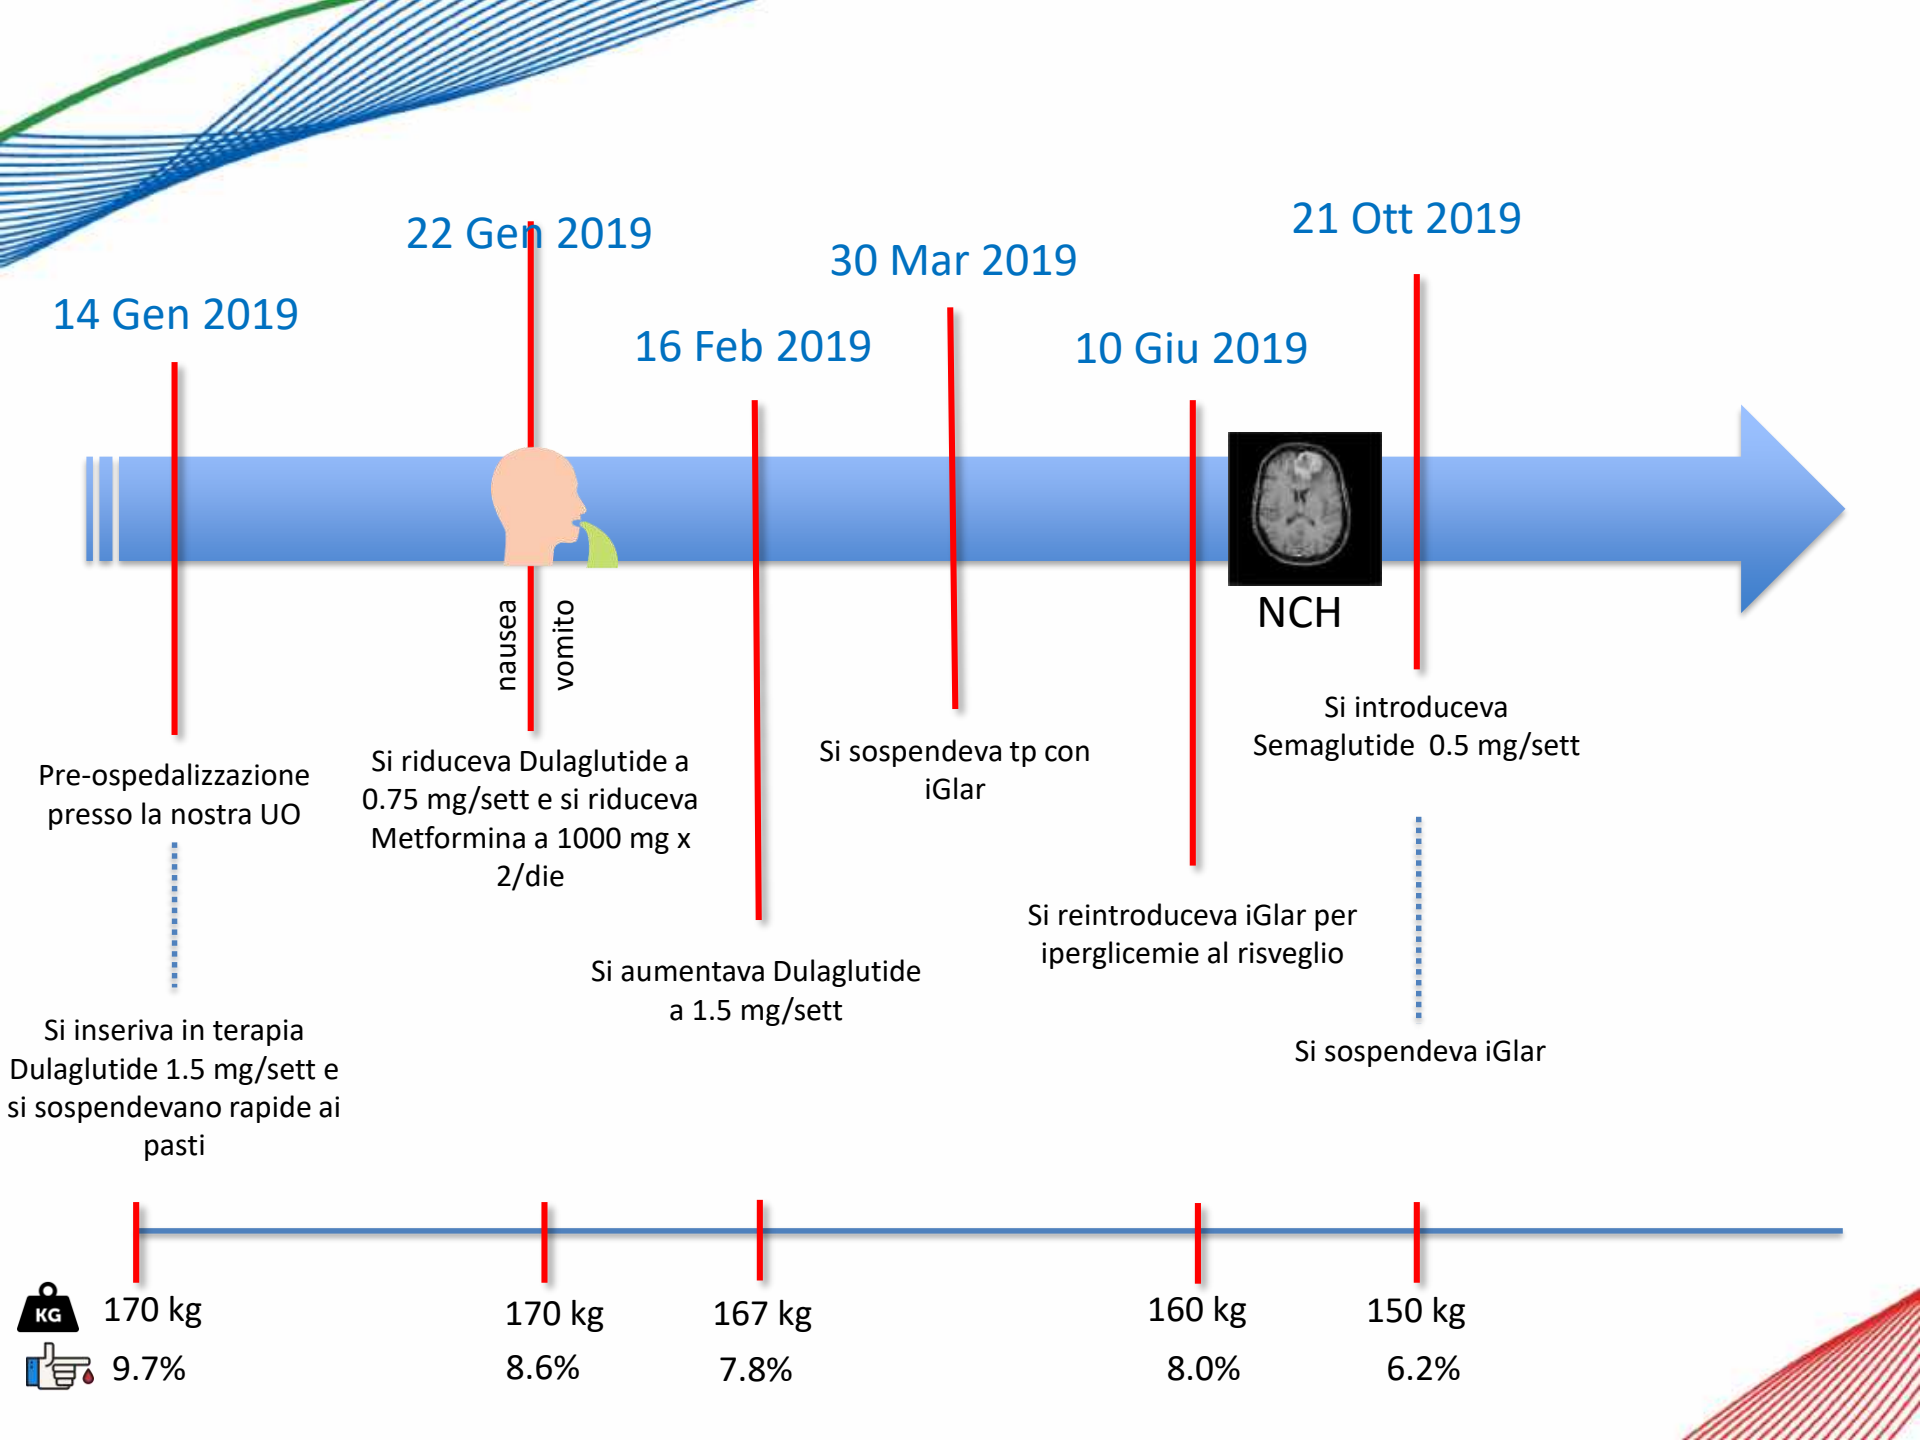 22 Gen 2019
21 Ott 2019
30 Mar 2019
14 Gen 2019
16 Feb 2019
10 Giu 2019
NCH
nausea
vomito
Pre-ospedalizzazione
presso la nostra UO
Si inseriva in terapia
Dulaglutide 1.5 mg/sett e
si sospendevano rapide ai
pasti
Si riduceva Dulaglutide a
0.75 mg/sett e si riduceva
Metformina a 1000 mg x
2/die
Si aumentava Dulaglutide
a 1.5 mg/sett
Si sospendeva tp con
iGlar
Si reintroduceva iGlar per
iperglicemie al risveglio
Si introduceva
Semaglutide 0.5 mg/sett
Si sospendeva iGlar
KG
170 kg
170 kg
167 kg
160 kg
150 kg
9.7%
8.6%
7.8%
8.0%
6.2%